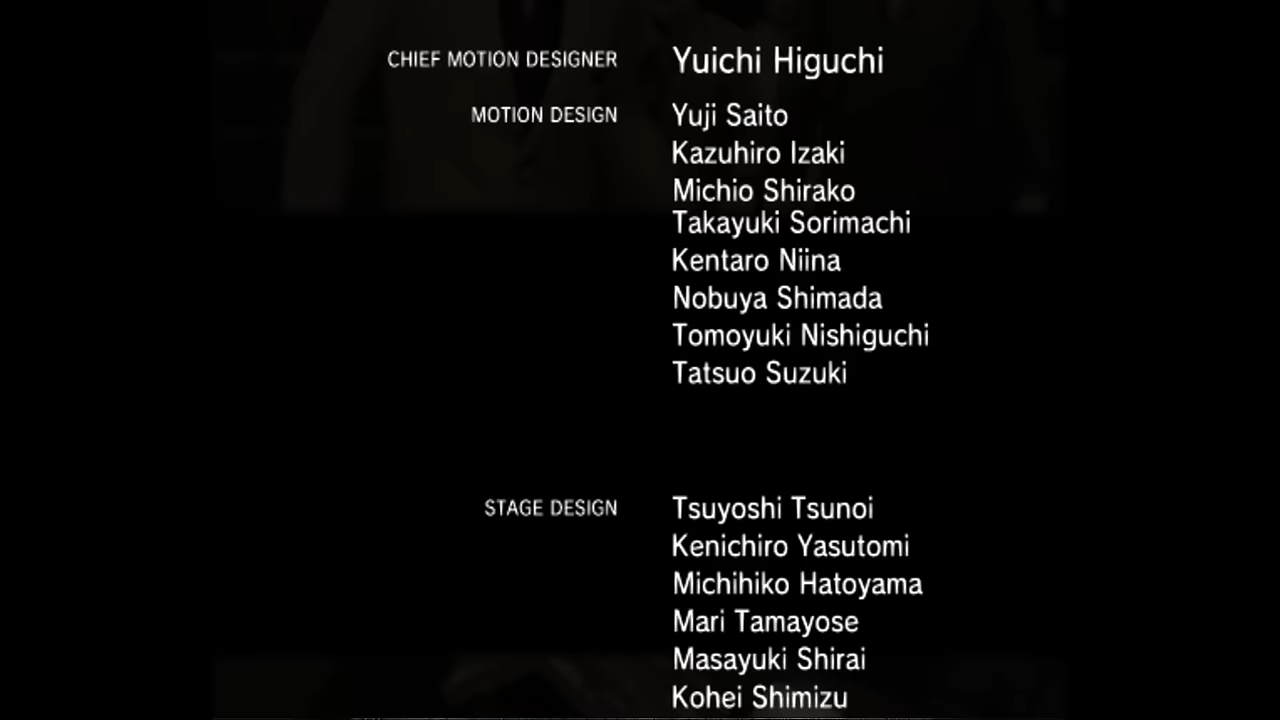 CHIEF MOTION DESIGNER Yuichi Higuchi
MOTION DESIGN Yuji Saito
Kazuhiro Izaki
Michio Shirako
Takayuki Sorimachi
Kentaro Niina
Nobuya Shimada
Tomoyuki Nishiguchi
Tatsuo Suzuki
STAGE DESIGN Tsuyoshi Tsunoi
Kenichiro Yasutomi
Michihiko Hatoyama
Mari Tamayose
Masayuki Shirai
Kohei Shimizu